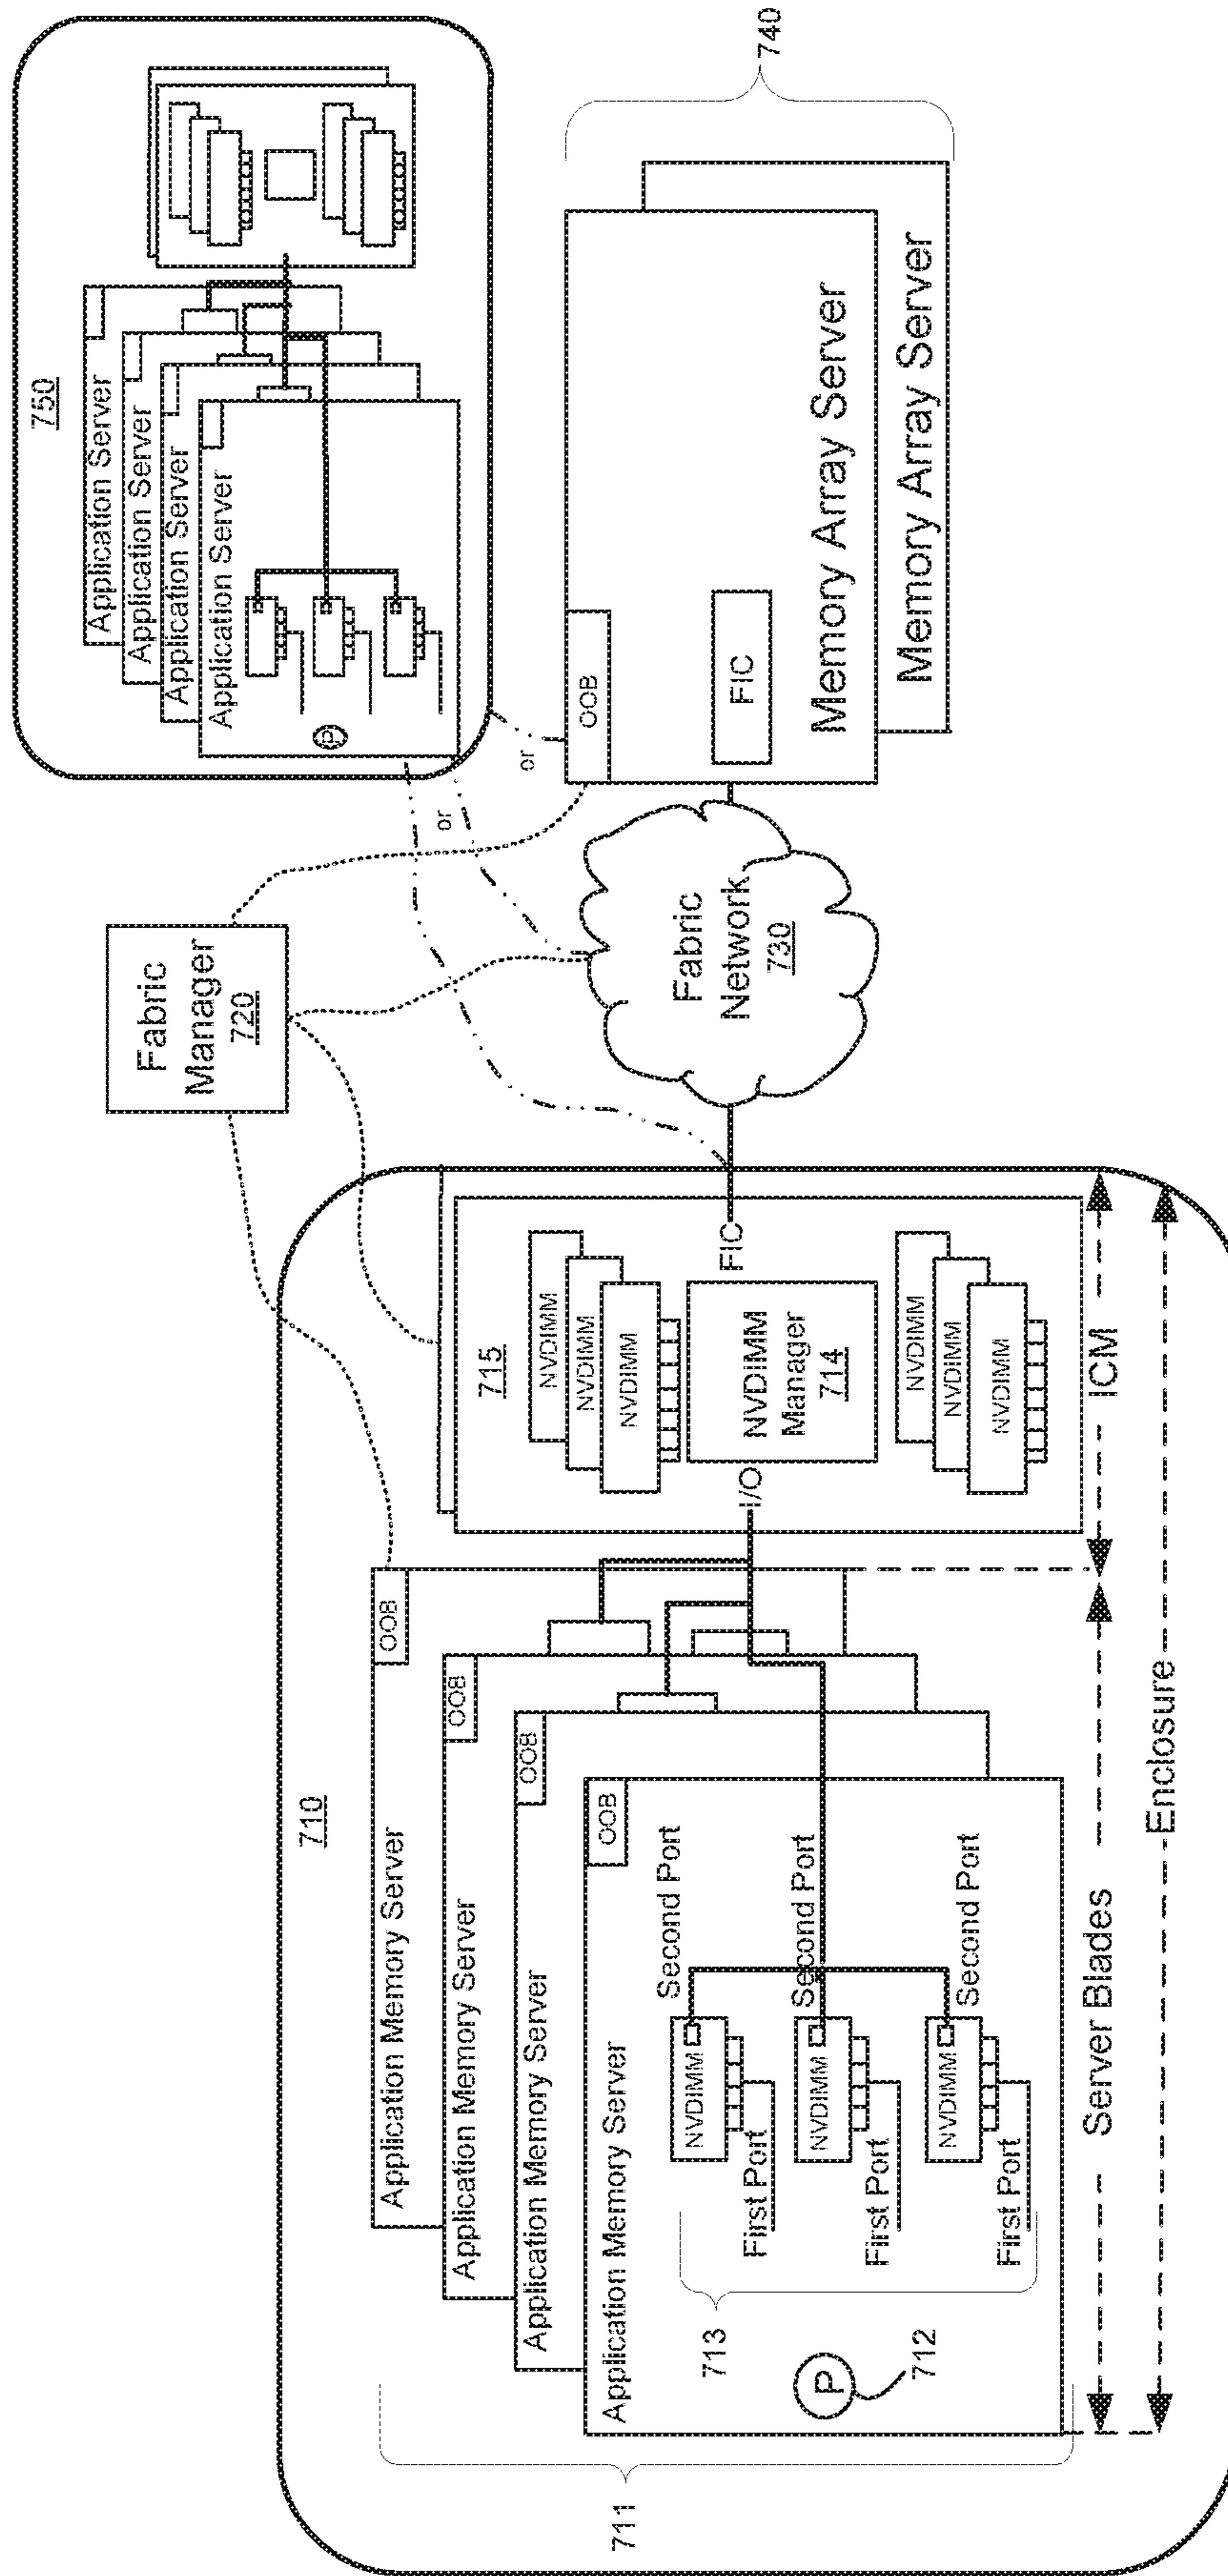 710
Application Memory Server
OOB
Application Memory Server
OOB
Application Memory Server
OOB
Application Memory Server
OOB
711
713
P
712
NVDIMM
Second Port
First Port
NVDIMM
Second Port
First Port
NVDIMM
Second Port
First Port
715
NVDIMM
NVDIMM
NVDIMM
I/O
NVDIMM
Manager
714
FIC
NVDIMM
NVDIMM
NVDIMM
Server Blades
ICM
Enclosure
Fabric
Manager
720
Fabric
Network
730
or
or
750
Application Server
Application Server
Application Server
Application Server
P
OOB
FIC
Memory Array Server
Memory Array Server
740